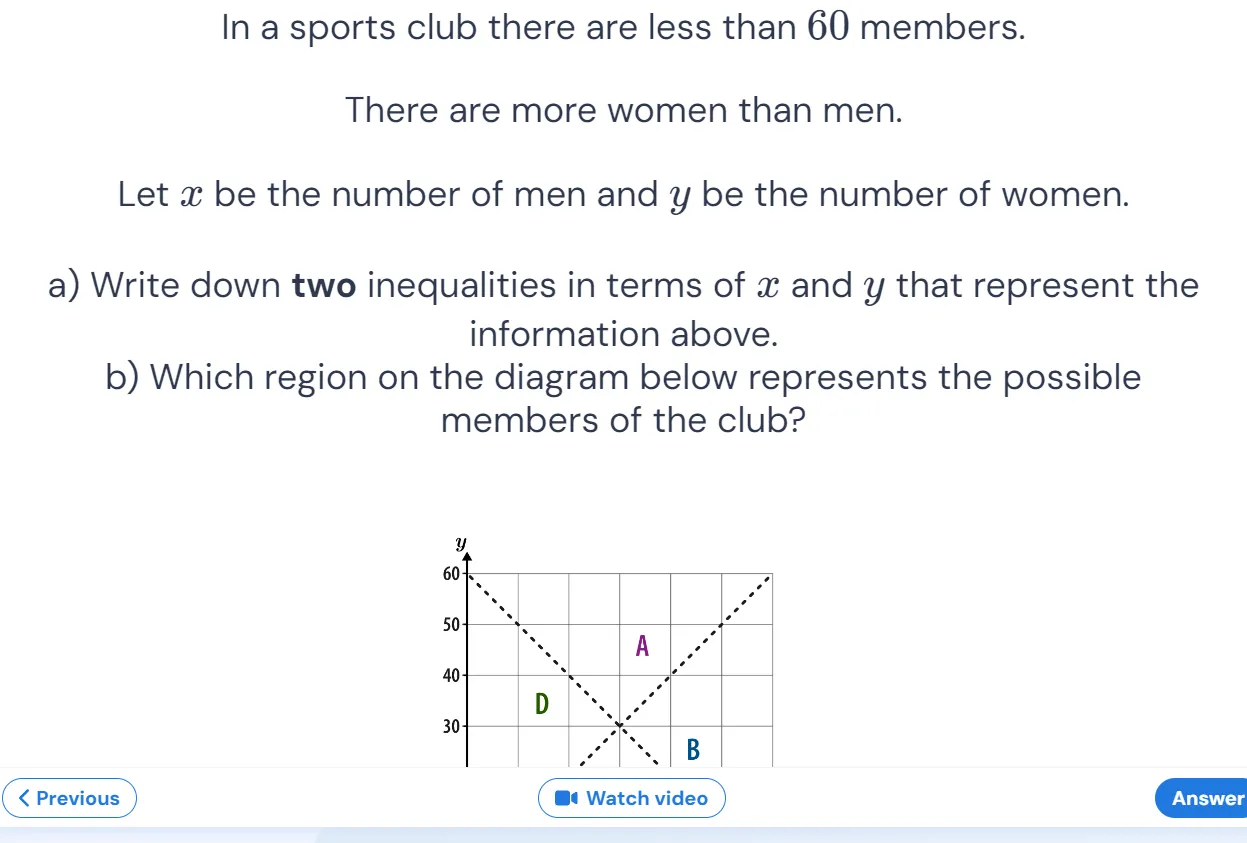 In a sports club there are less than 60 members.
There are more women than men.
Let x be the number of men and y be the number of women.
a) Write down two inequalities in terms of x and y that represent the
information above.
b) Which region on the diagram below represents the possible
members of the club?
y
60
50
A
40
D
30
B
Previous
Watch video
Answer